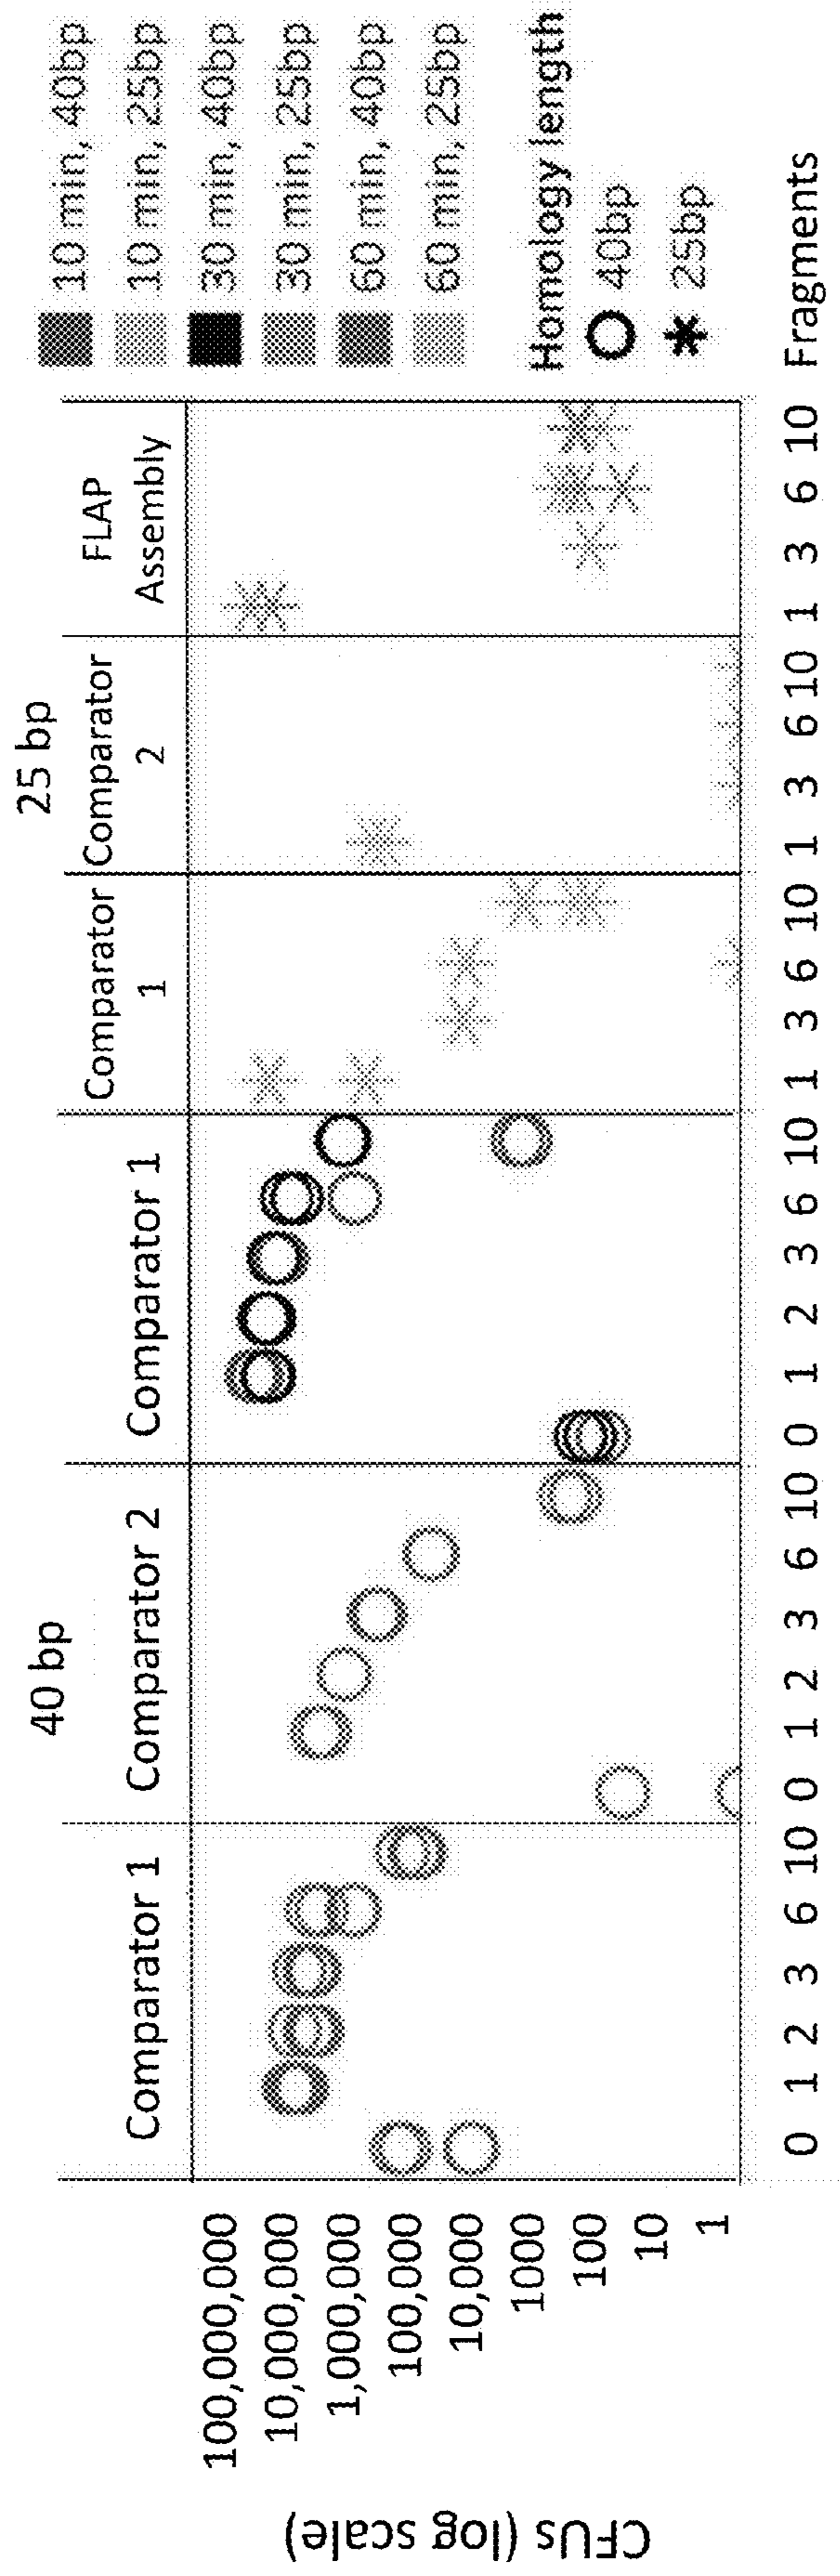 40 bp
25 bp
Comparator 1
Comparator 2
Comparator 1
Comparator
1
Comparator
2
FLAP
Assembly
CFUs (log scale)
100,000,000
10,000,000
1,000,000
100,000
10,000
1000
100
10
1
0 1 2 3 6 10 0 1 2 3 6 10 0 1 2 3 6 10 1 3 6 10 1 3 6 10 1 3 6 10 Fragments
10 min, 40bp
10 min, 25bp
30 min, 40bp
30 min, 25bp
60 min, 40bp
60 min, 25bp
Homology length
40bp
25bp